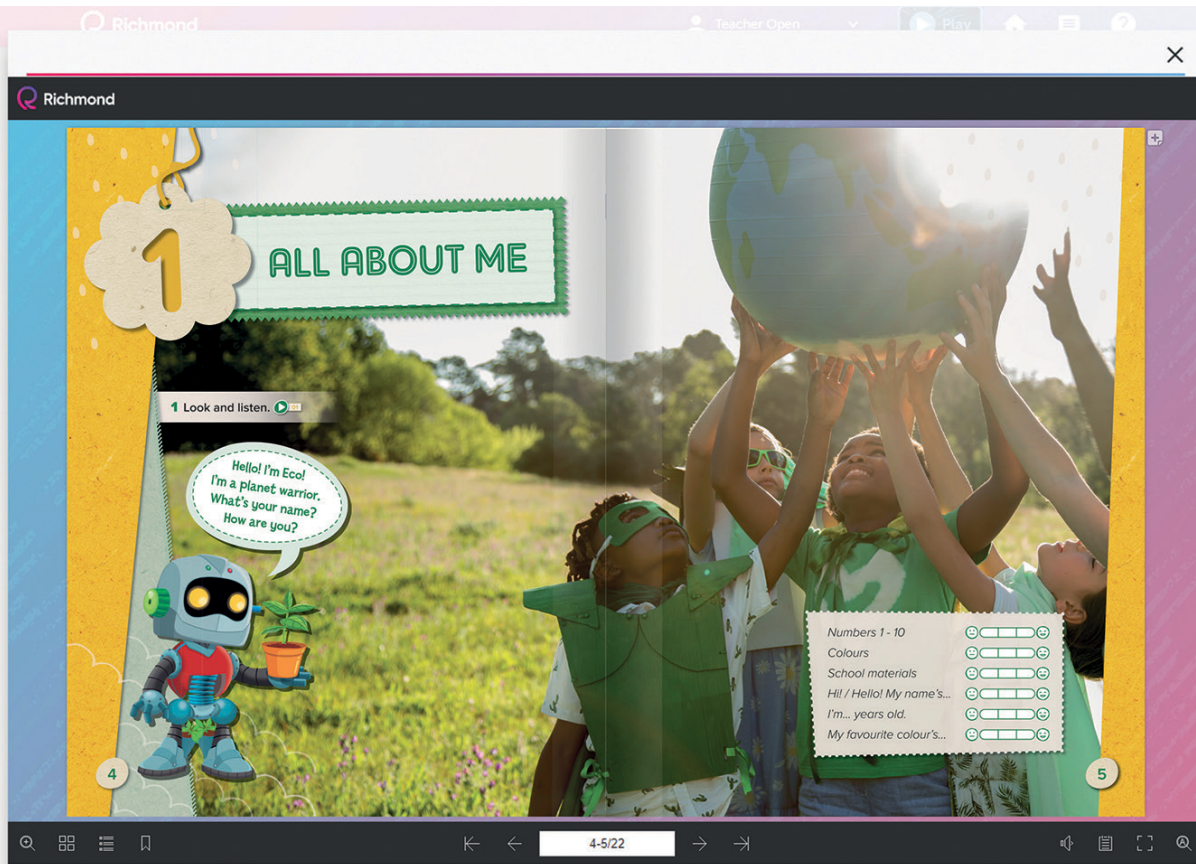 Richmond
Teacher Open
Play
Richmond
1
ALL ABOUT ME
1 Look and listen.
Hello! I'm Eco!
I'm a planet warrior.
What's your name?
How are you?
Numbers 1 - 10
Colours
School materials
Hi! / Hello! My name's...
I'm... years old.
My favourite colour's...
4
5
4-5/22